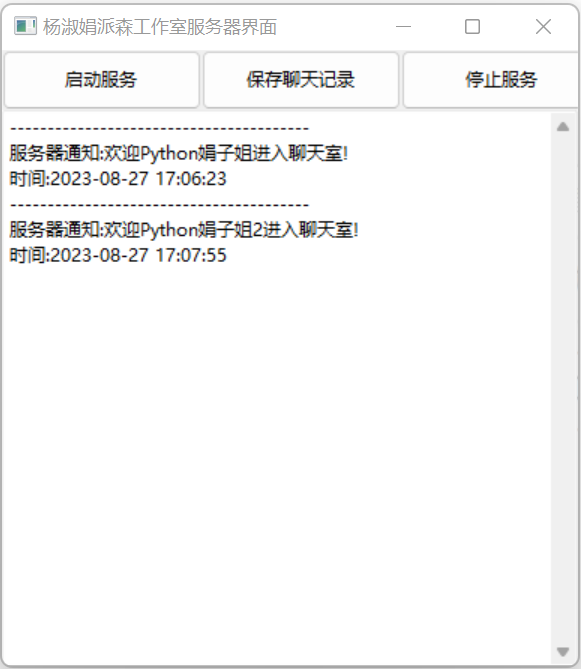 杨淑娟派森工作室服务器界面
启动服务 保存聊天记录 停止服务
----------------------------------------
服务器通知:欢迎Python娟子姐进入聊天室!
时间:2023-08-27 17:06:23
----------------------------------------
服务器通知:欢迎Python娟子姐2进入聊天室!
时间:2023-08-27 17:07:55